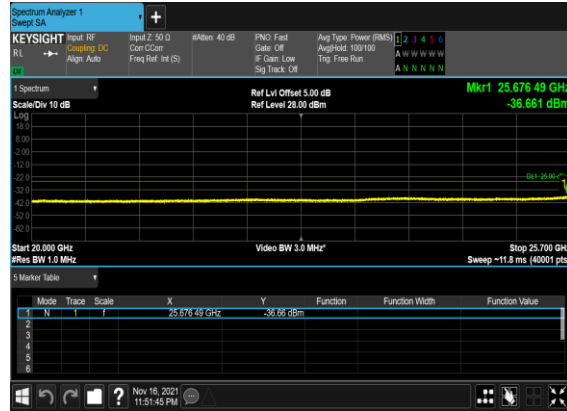 Spectrum Analyzer 1
Swept SA
+
KEYSIGHT Input: RF Input Z: 50 Ω #Atten: 40 dB PNO: Fast Avg Type: Power (RMS) 1 2 3 4 5 6
RL Coupling: DC Corr CCorr Gate: Off Avg|Hold: 100/100 A W W W W W
Align: Auto Freq Ref: Int (S) IF Gain: Low Trig: Free Run
Sig Track: Off A N N N N N
1 Spectrum Ref Lvl Offset 5.00 dB Mkr1 25.676 49 GHz
Scale/Div 10 dB Ref Level 28.00 dBm -36.661 dBm
Log
18.0
8.00
-2.00
-12.0
-22.0
DL1 -25.00
1
-32.0
-42.0
-52.0
-62.0
Start 20.000 GHz Video BW 3.0 MHz* Stop 25.700 GHz
#Res BW 1.0 MHz Sweep ~11.8 ms (40001 pts)
5 Marker Table
Mode Trace Scale X Y Function Function Width Function Value
1 N 1 f 25.676 49 GHz -36.66 dBm
2
3
4
5
6
? Nov 16, 2021
11:51:45 PM